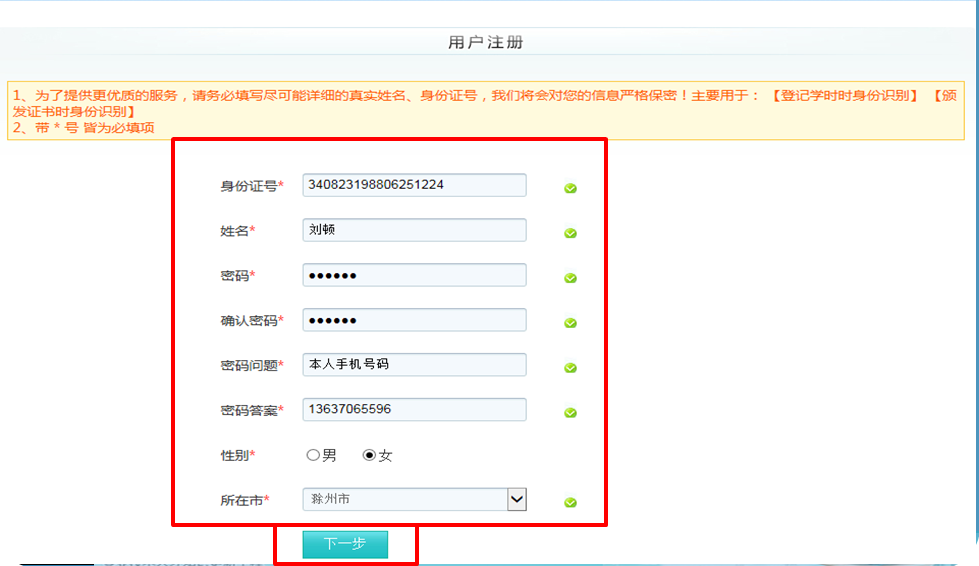 用户注册
1、为了提供更优质的服务，请务必填写尽可能详细的真实姓名、身份证号，我们将会对您的信息严格保密！主要用于：【登记学时时身份识别】【颁
发证书时身份识别】
2、带 * 号 皆为必填项
身份证号* 340823198806251224
姓名* 刘顿
密码* ●●●●●●
确认密码* ●●●●●●
密码问题* 本人手机号码
密码答案* 13637065596
性别* 男 女
所在市* 滁州市
下一步